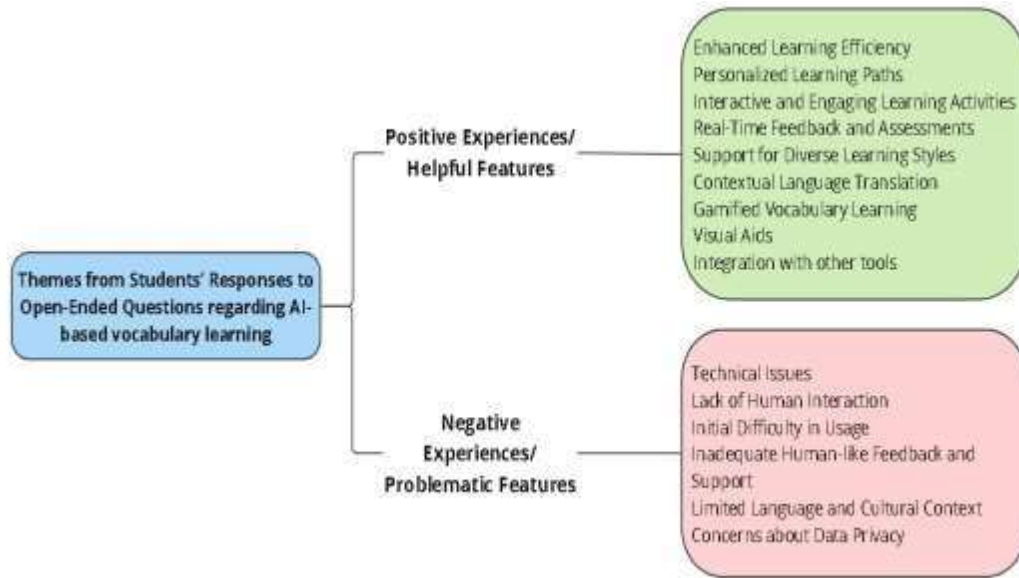 Themes from Students' Responses to
Open-Ended Questions regarding AI-
based vocabulary learning
Positive Experiences/
Helpful Features
Enhanced Learning Efficiency
Personalized Learning Paths
Interactive and Engaging Learning Activities
Real-Time Feedback and Assessments
Support for Diverse Learning Styles
Contextual Language Translation
Gamified Vocabulary Learning
Visual Aids
Integration with other tools
Negative
Experiences/
Problematic Features
Technical Issues
Lack of Human Interaction
Initial Difficulty in Usage
Inadequate Human-like Feedback and
Support
Limited Language and Cultural Context
Concerns about Data Privacy